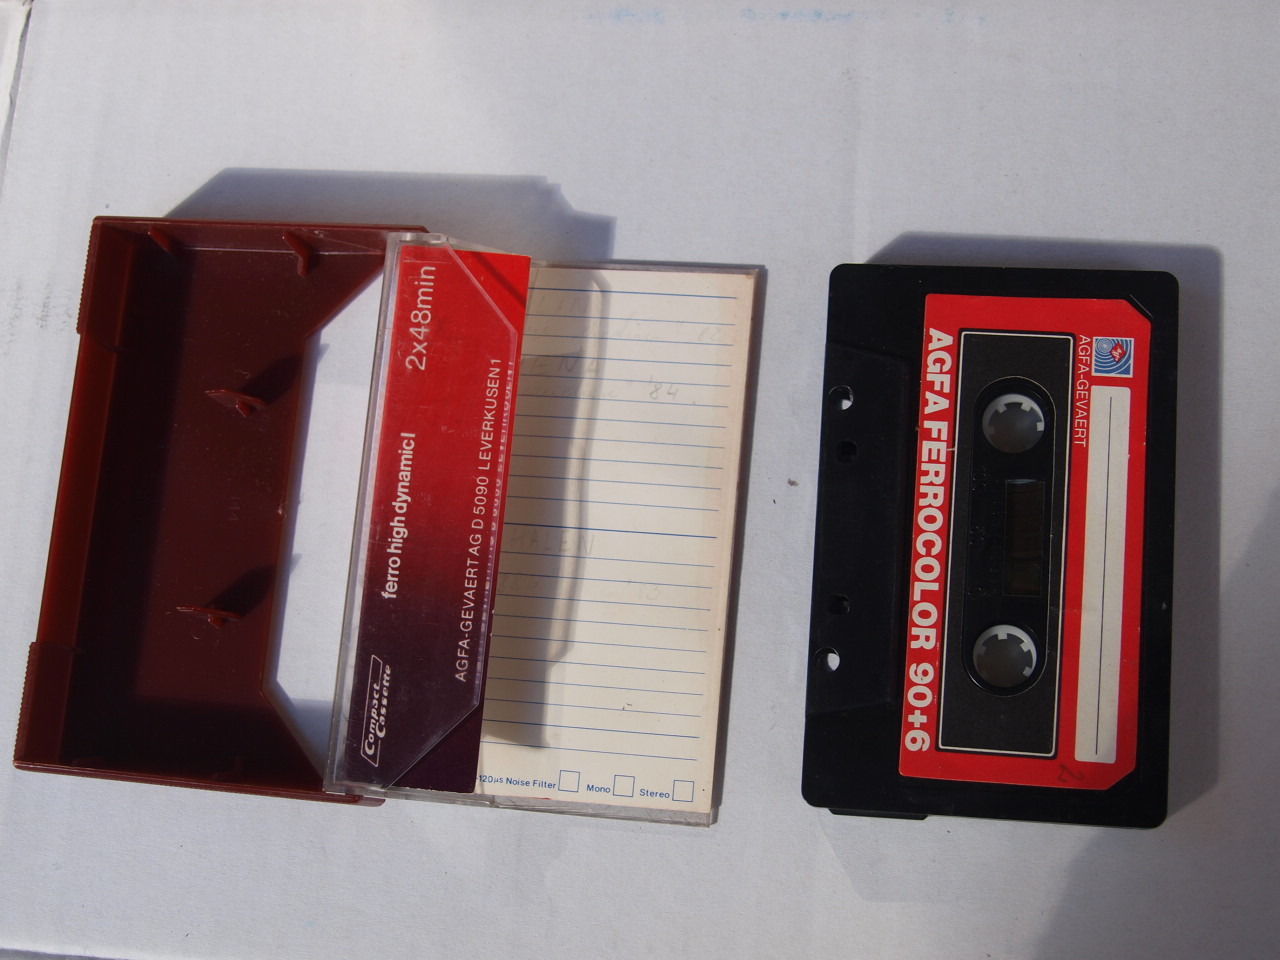 2x48min
ferro high dynamic I
Compact
Cassette
AGFA-GEVAERT AG D 5090 LEVERKUSEN 1
'84.
120µs Noise Filter
Mono
Stereo
AGFA-GEVAERT
AGFA FERROCOLOR 90+6
2